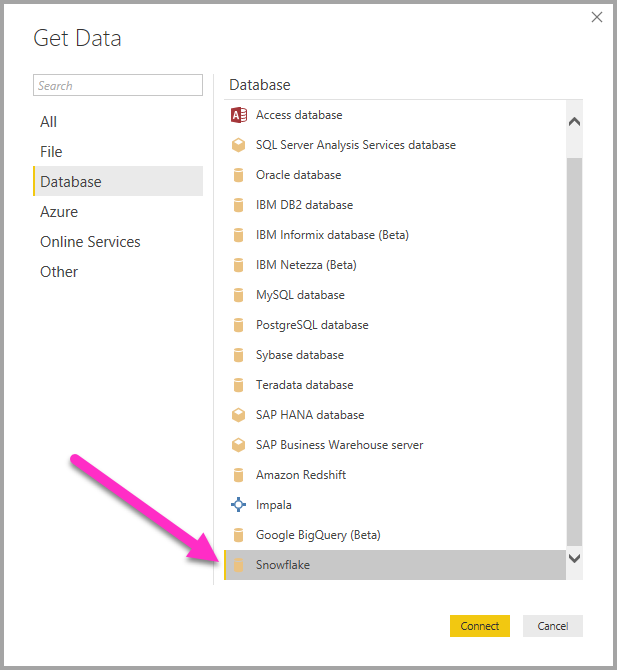 Get Data
Search
All
File
Database
Azure
Online Services
Other
Database
Access database
SQL Server Analysis Services database
Oracle database
IBM DB2 database
IBM Informix database (Beta)
IBM Netezza (Beta)
MySQL database
PostgreSQL database
Sybase database
Teradata database
SAP HANA database
SAP Business Warehouse server
Amazon Redshift
Impala
Google BigQuery (Beta)
Snowflake
Connect
Cancel